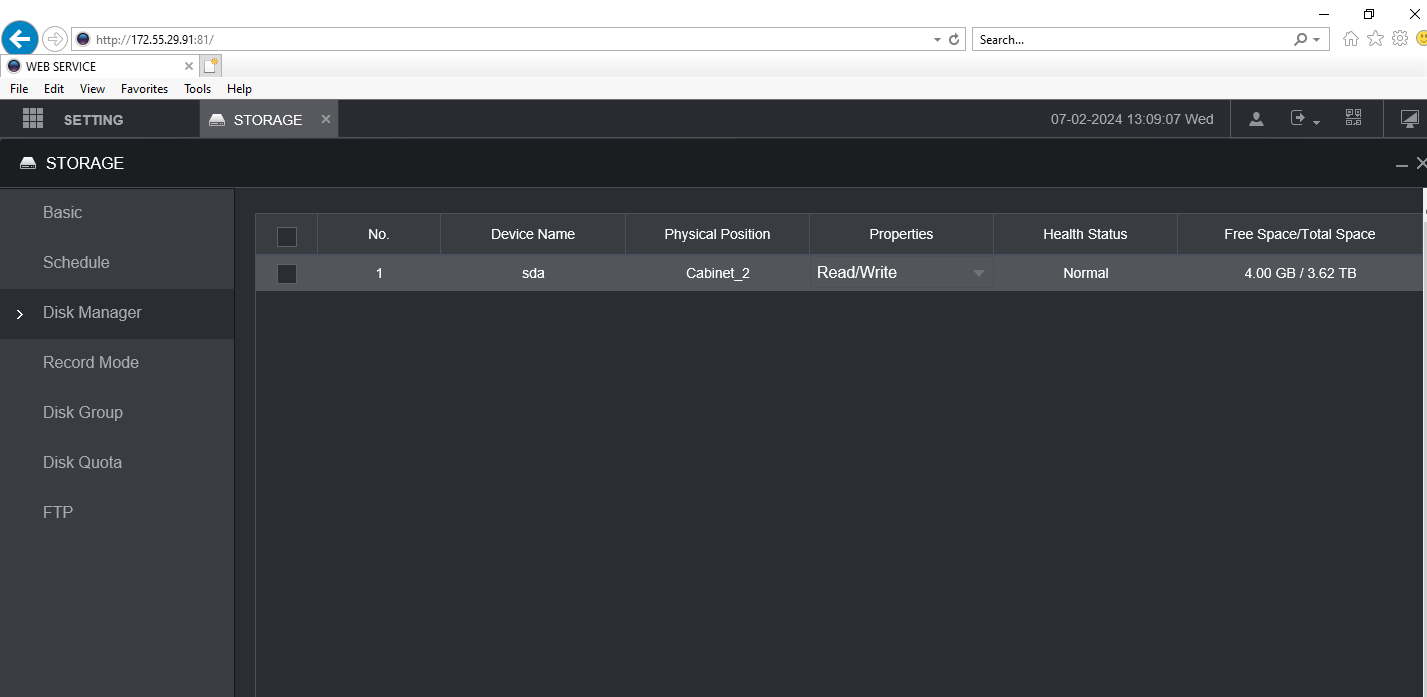 http://172.55.29.91:81/
Search...
WEB SERVICE
File Edit View Favorites Tools Help
SETTING
STORAGE
07-02-2024 13:09:07 Wed
STORAGE
Basic
Schedule
Disk Manager
Record Mode
Disk Group
Disk Quota
FTP
No. Device Name Physical Position Properties Health Status Free Space/Total Space
1 sda Cabinet_2 Read/Write Normal 4.00 GB / 3.62 TB